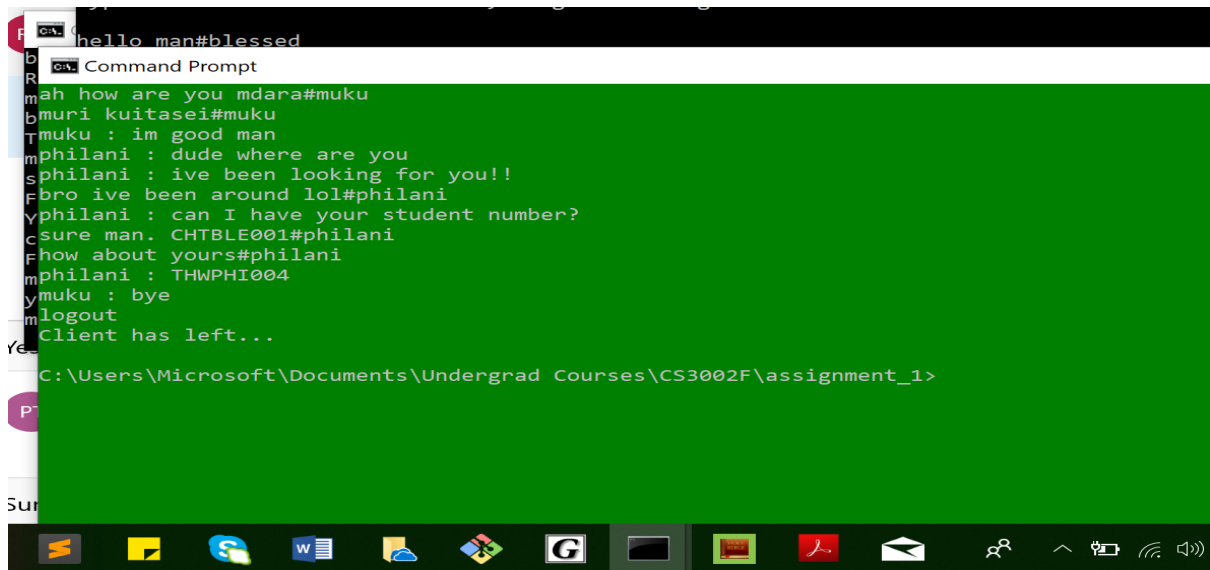 hello man#blessed
Command Prompt
ah how are you mdara#muku
muri kuitasei#muku
muku : im good man
philani : dude where are you
philani : ive been looking for you!!
bro ive been around lol#philani
philani : can I have your student number?
sure man. CHTBLE001#philani
how about yours#philani
philani : THWPHI004
muku : bye
logout
Client has left...
C:\Users\Microsoft\Documents\Undergrad Courses\CS3002F\assignment_1>